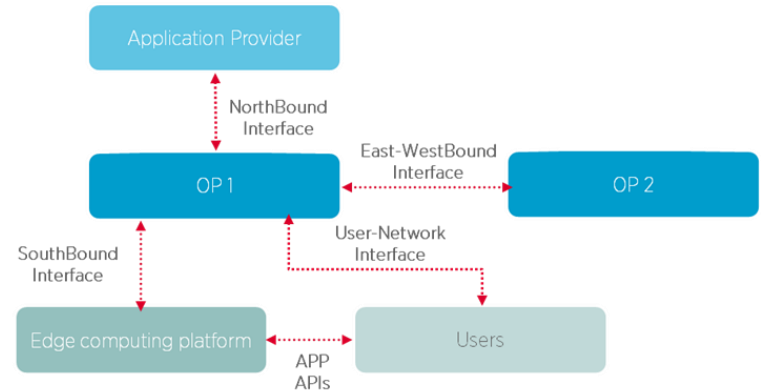 Application Provider
NorthBound
Interface
East-WestBound
Interface
OP 1
OP 2
User-Network
Interface
SouthBound
Interface
Edge computing platform
Users
APP
APIs